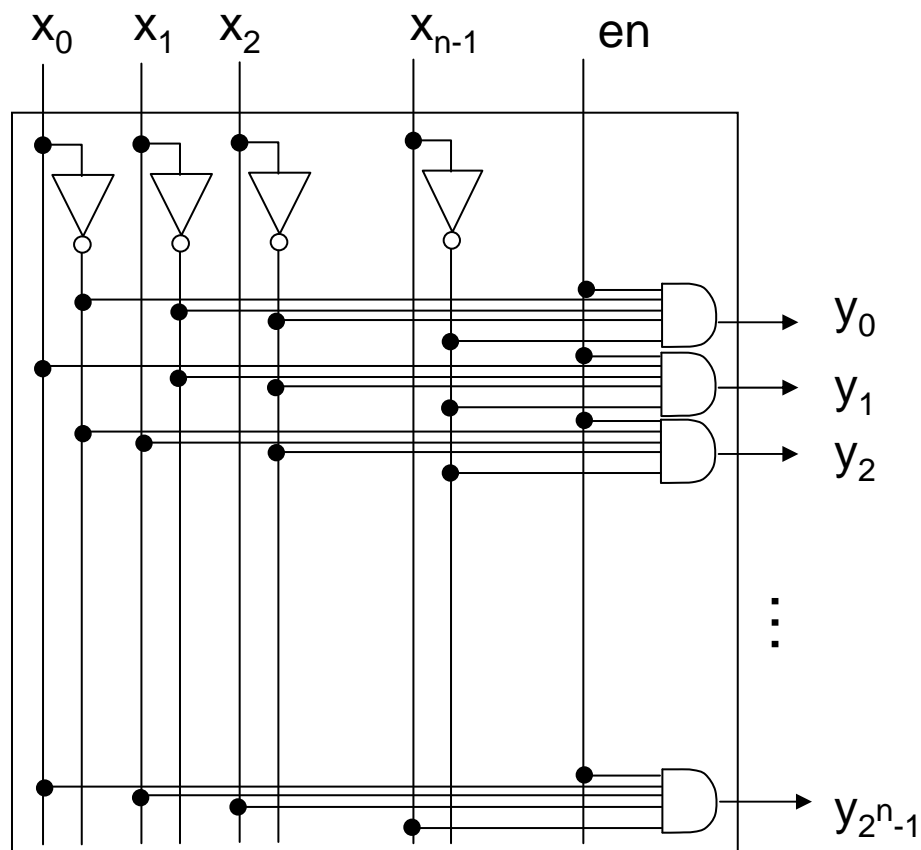 x₀ x₁ x₂ xₙ₋₁ en
y₀
y₁
y₂
⋮
y₂ⁿ₋₁